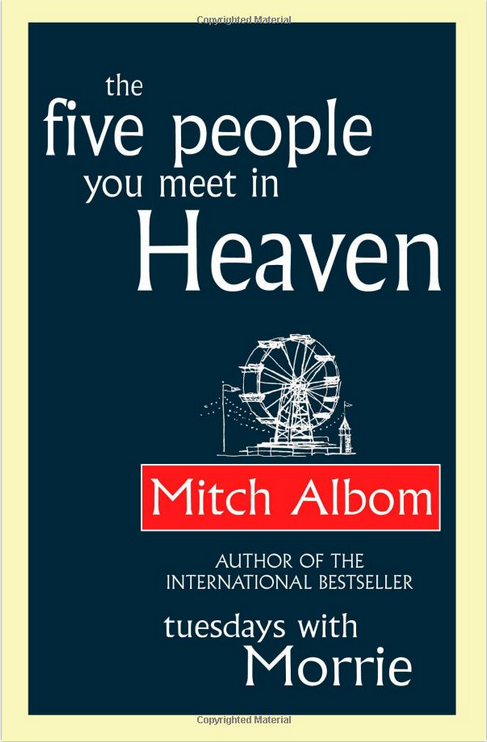 Copyrighted Material
the
five people
you meet in
Heaven
Mitch Albom
AUTHOR OF THE
INTERNATIONAL BESTSELLER
tuesdays with
Morrie
Copyrighted Material